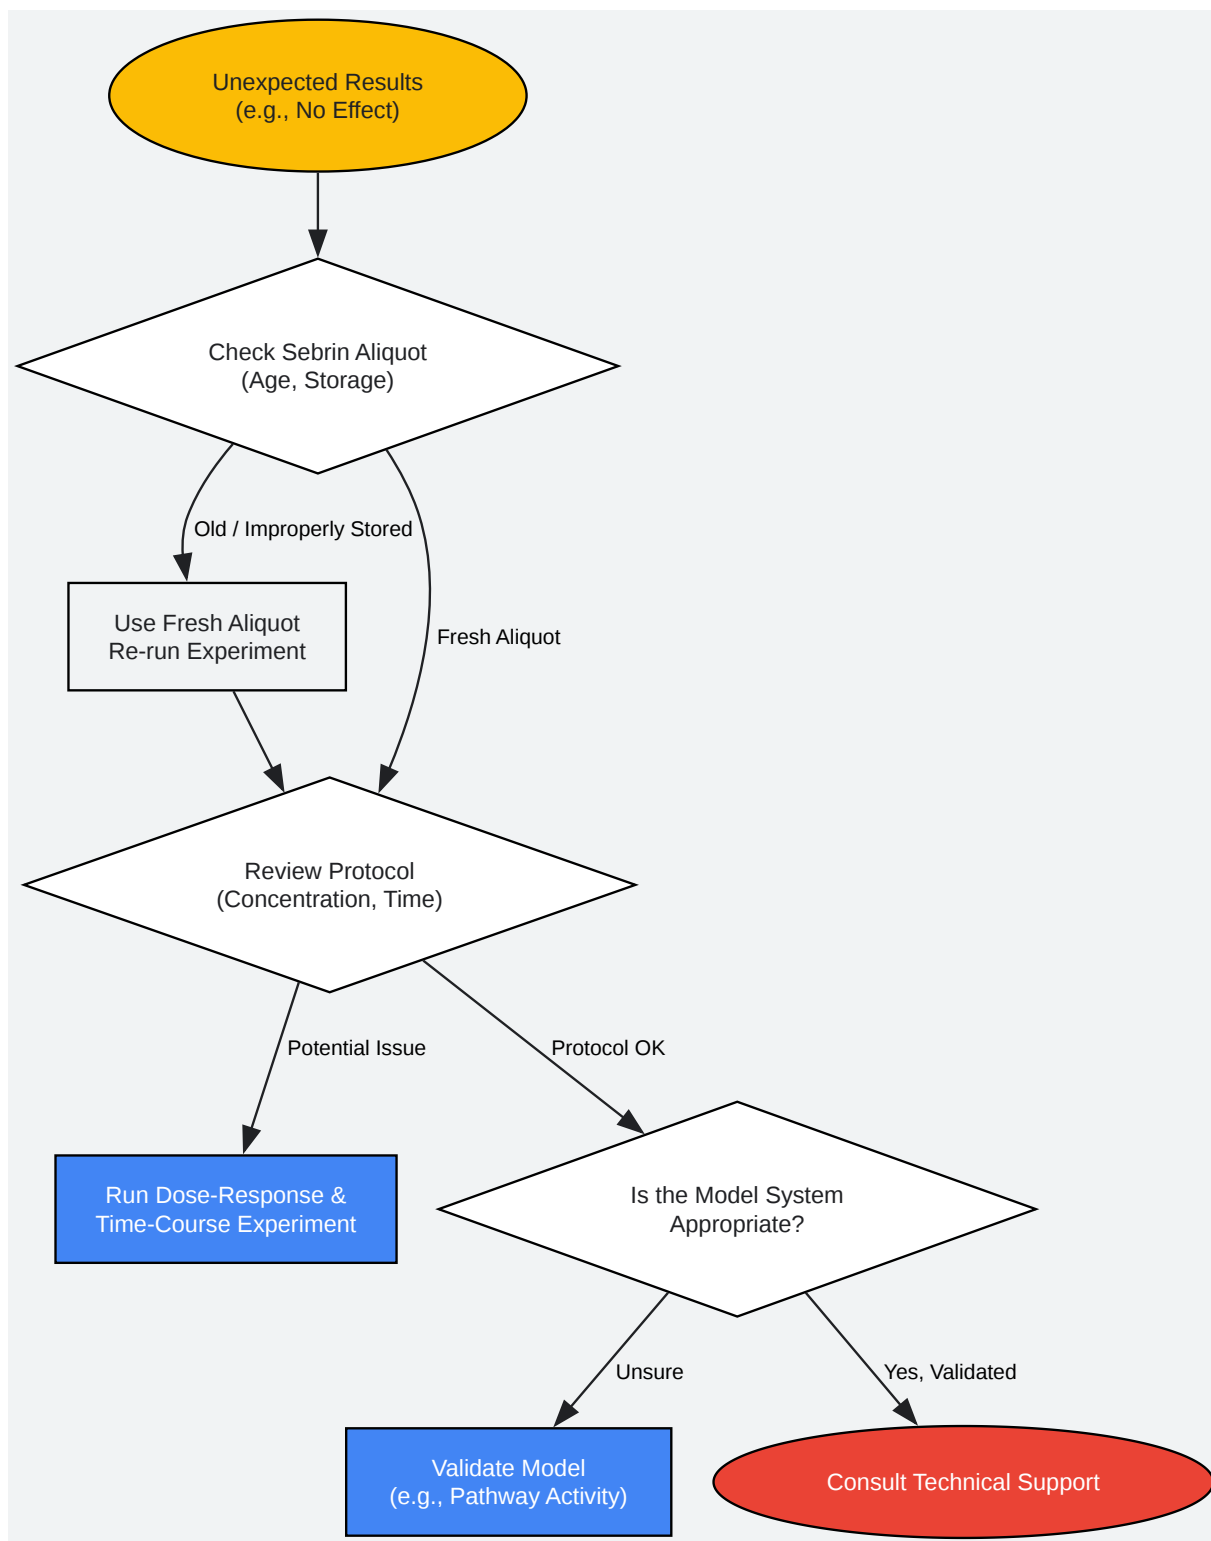 Unexpected Results
(e.g., No Effect)
Check Sebrin Aliquot
(Age, Storage)
Old / Improperly Stored
Use Fresh Aliquot
Re-run Experiment
Fresh Aliquot
Review Protocol
(Concentration, Time)
Potential Issue
Protocol OK
Run Dose-Response &
Time-Course Experiment
Is the Model System
Appropriate?
Unsure
Yes, Validated
Validate Model
(e.g., Pathway Activity)
Consult Technical Support